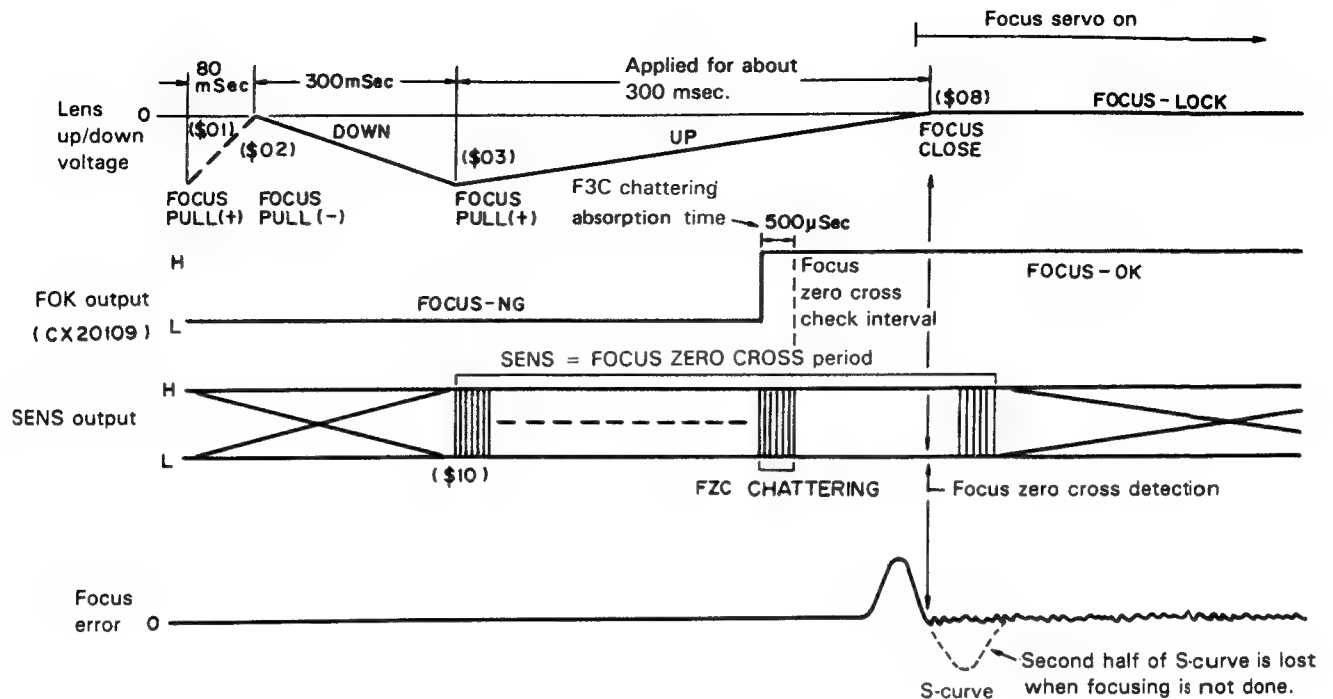 Focus servo on
80
mSec
300mSec
Applied for about
300 msec.
Lens
up/down
voltage
0
($01)
($02)
DOWN
($03)
UP
($08)
FOCUS-LOCK
FOCUS
CLOSE
FOCUS
PULL(+)
FOCUS
PULL(-)
FOCUS
PULL(+)
F3C chattering
absorption time
500μSec
H
FOK output
(CX20109)
L
FOCUS-NG
Focus
zero cross
check interval
FOCUS-OK
SENS = FOCUS ZERO CROSS period
H
SENS output
L
($10)
FZC CHATTERING
Focus zero cross detection
Focus
error
0
Second half of S-curve is lost
when focusing is not done.
S-curve